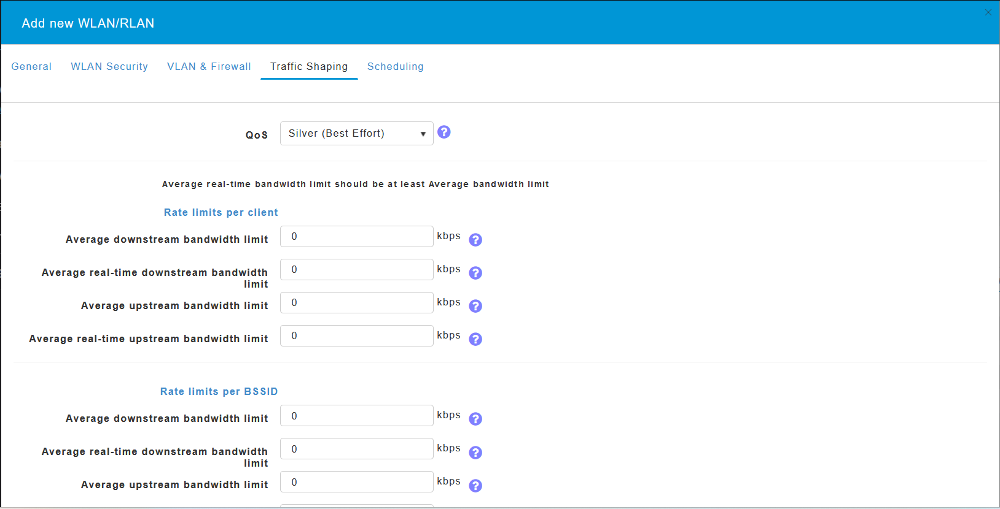 Add new WLAN/RLAN
General WLAN Security VLAN & Firewall Traffic Shaping Scheduling
QoS Silver (Best Effort)
Average real-time bandwidth limit should be at least Average bandwidth limit
Rate limits per client
Average downstream bandwidth limit 0 kbps
Average real-time downstream bandwidth 0 kbps
limit
Average upstream bandwidth limit 0 kbps
Average real-time upstream bandwidth limit 0 kbps
Rate limits per BSSID
Average downstream bandwidth limit 0 kbps
Average real-time downstream bandwidth 0 kbps
limit
Average upstream bandwidth limit 0 kbps